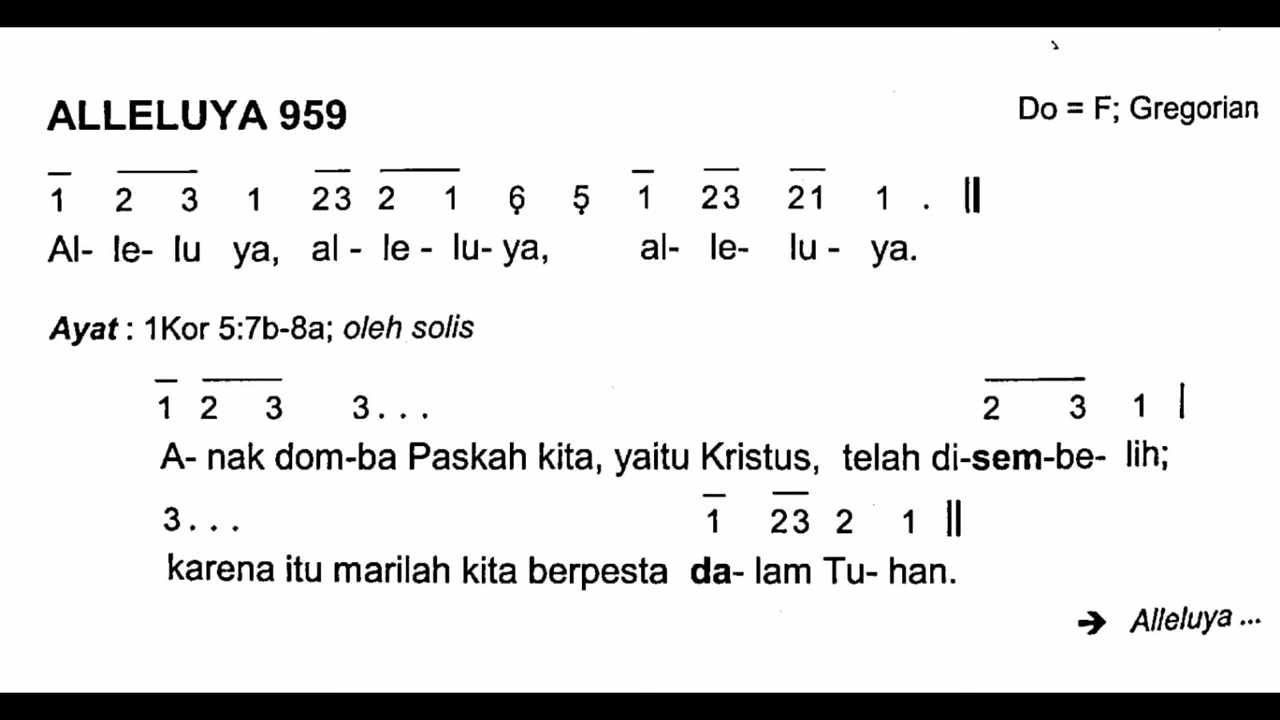 ALLELUYA 959 Do = F; Gregorian
1 2 3 1 23 2 1 6̣ 5̣ 1 23 21 1 . ||
Al- le- lu ya, al - le - lu- ya, al- le- lu - ya.
Ayat : 1Kor 5:7b-8a; oleh solis
1 2 3 3 . . . 2 3 1 |
A- nak dom-ba Paskah kita, yaitu Kristus, telah di-sem-be- lih;
3 . . . 1 23 2 1 ||
karena itu marilah kita berpesta da- lam Tu- han.
→ Alleluya ...